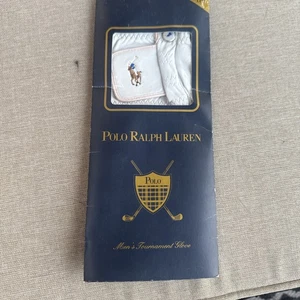 POLO RALPH LAUREN
POLO
Men's Tournament Glove